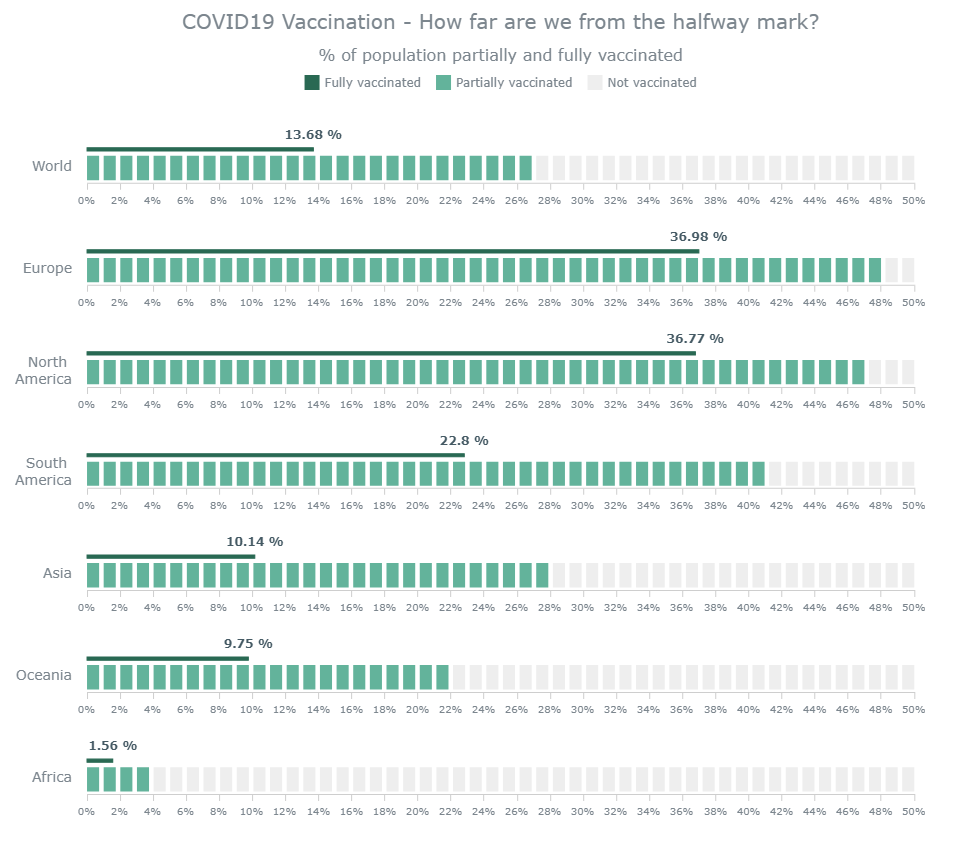 COVID19 Vaccination - How far are we from the halfway mark?
% of population partially and fully vaccinated
Fully vaccinated Partially vaccinated Not vaccinated
13.68 %
World
0% 2% 4% 6% 8% 10% 12% 14% 16% 18% 20% 22% 24% 26% 28% 30% 32% 34% 36% 38% 40% 42% 44% 46% 48% 50%
36.98 %
Europe
0% 2% 4% 6% 8% 10% 12% 14% 16% 18% 20% 22% 24% 26% 28% 30% 32% 34% 36% 38% 40% 42% 44% 46% 48% 50%
36.77 %
North
America
0% 2% 4% 6% 8% 10% 12% 14% 16% 18% 20% 22% 24% 26% 28% 30% 32% 34% 36% 38% 40% 42% 44% 46% 48% 50%
22.8 %
South
America
0% 2% 4% 6% 8% 10% 12% 14% 16% 18% 20% 22% 24% 26% 28% 30% 32% 34% 36% 38% 40% 42% 44% 46% 48% 50%
10.14 %
Asia
0% 2% 4% 6% 8% 10% 12% 14% 16% 18% 20% 22% 24% 26% 28% 30% 32% 34% 36% 38% 40% 42% 44% 46% 48% 50%
9.75 %
Oceania
0% 2% 4% 6% 8% 10% 12% 14% 16% 18% 20% 22% 24% 26% 28% 30% 32% 34% 36% 38% 40% 42% 44% 46% 48% 50%
1.56 %
Africa
0% 2% 4% 6% 8% 10% 12% 14% 16% 18% 20% 22% 24% 26% 28% 30% 32% 34% 36% 38% 40% 42% 44% 46% 48% 50%